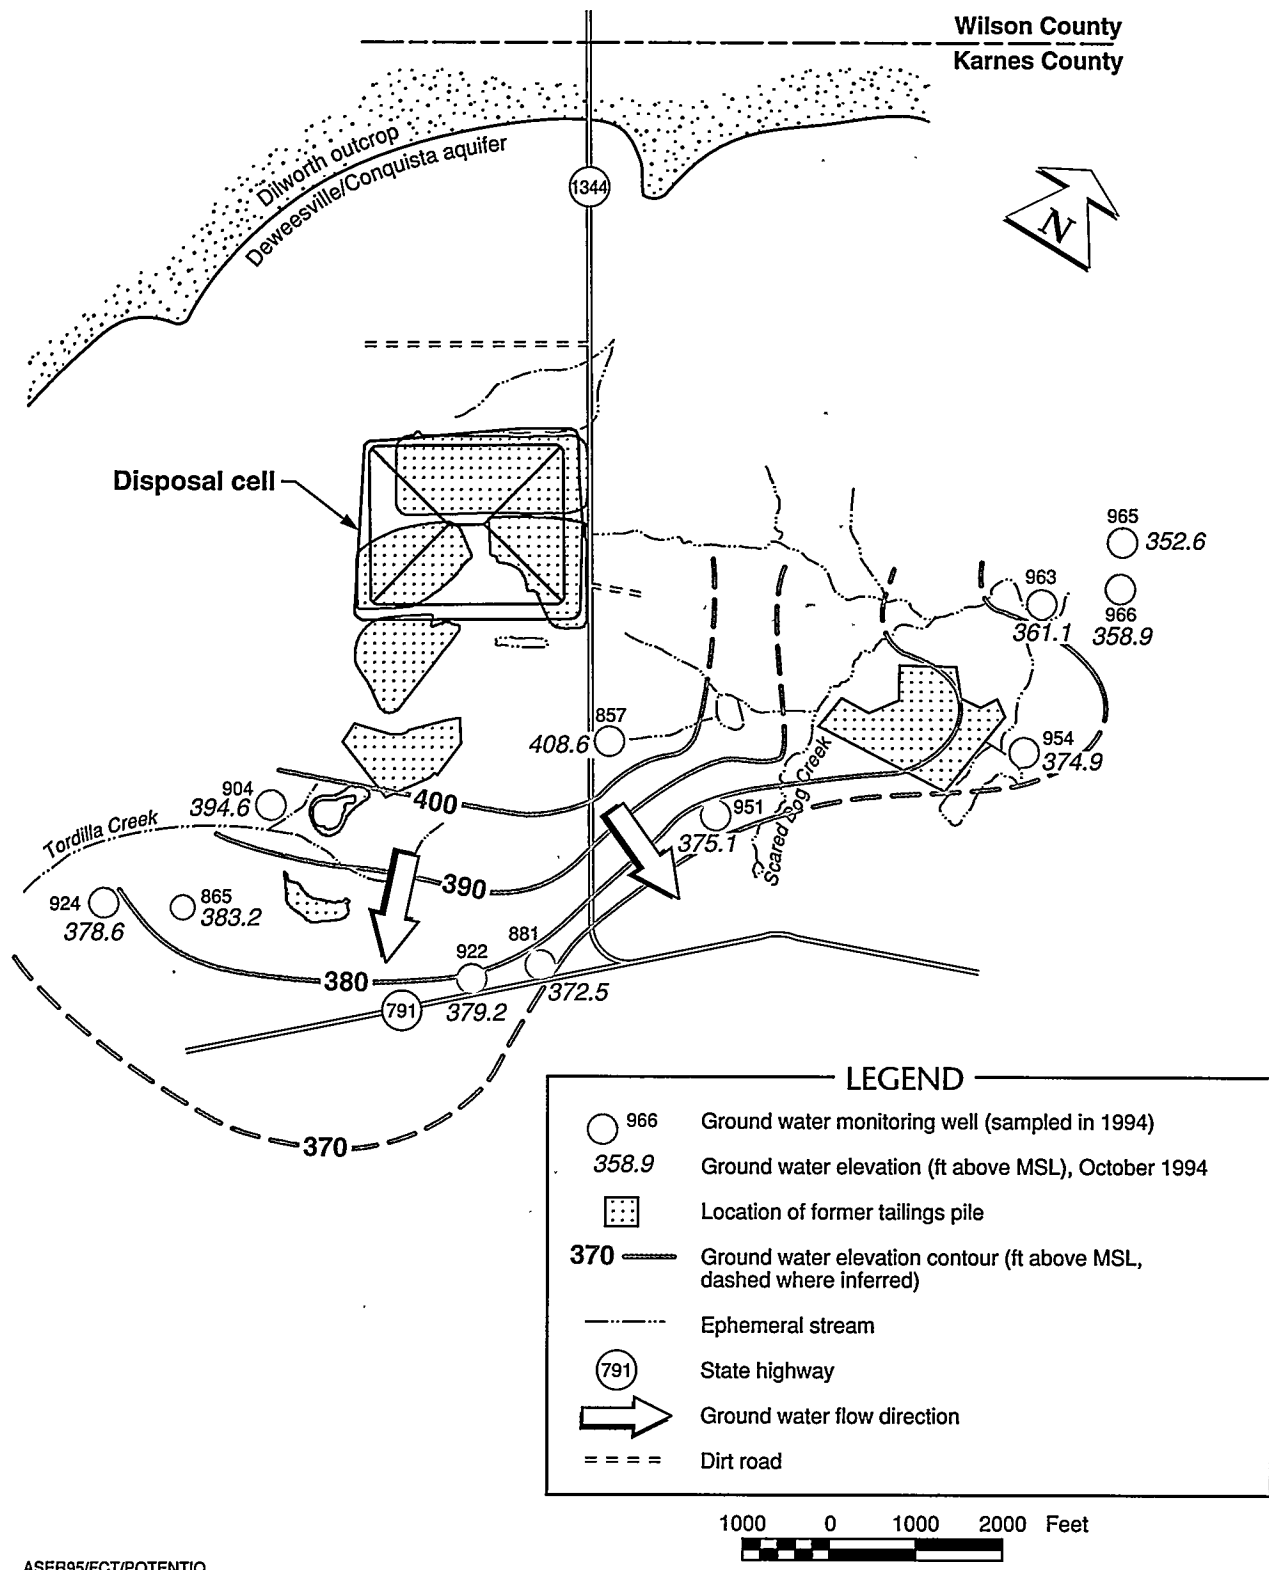 Wilson County
Karnes County
Dilworth outcrop
Deweesville/Conquista aquifer
1344
N
Disposal cell
965
352.6
963
361.1
966
358.9
857
408.6
954
374.9
904
394.6
400
951
375.1
Scared Dog Creek
Tordilla Creek
390
924
378.6
865
383.2
881
372.5
922
379.2
380
791
370
LEGEND
966 Ground water monitoring well (sampled in 1994)
358.9 Ground water elevation (ft above MSL), October 1994
Location of former tailings pile
370 Ground water elevation contour (ft above MSL,
dashed where inferred)
Ephemeral stream
791 State highway
Ground water flow direction
Dirt road
1000 0 1000 2000 Feet